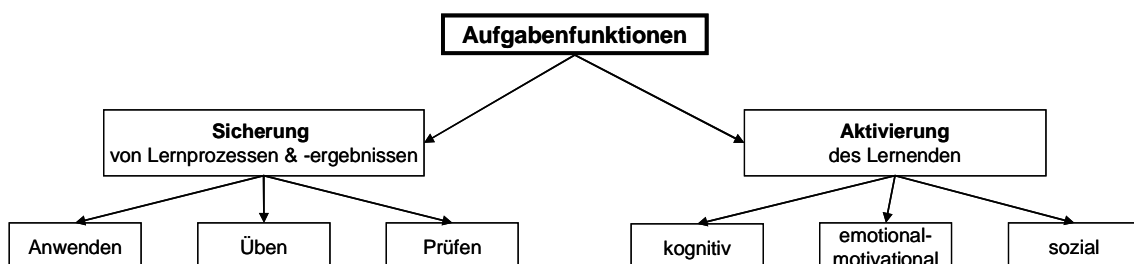 Aufgabenfunktionen
Sicherung
von Lernprozessen & -ergebnissen
Aktivierung
des Lernenden
Anwenden
Üben
Prüfen
kognitiv
emotional-
motivational
sozial